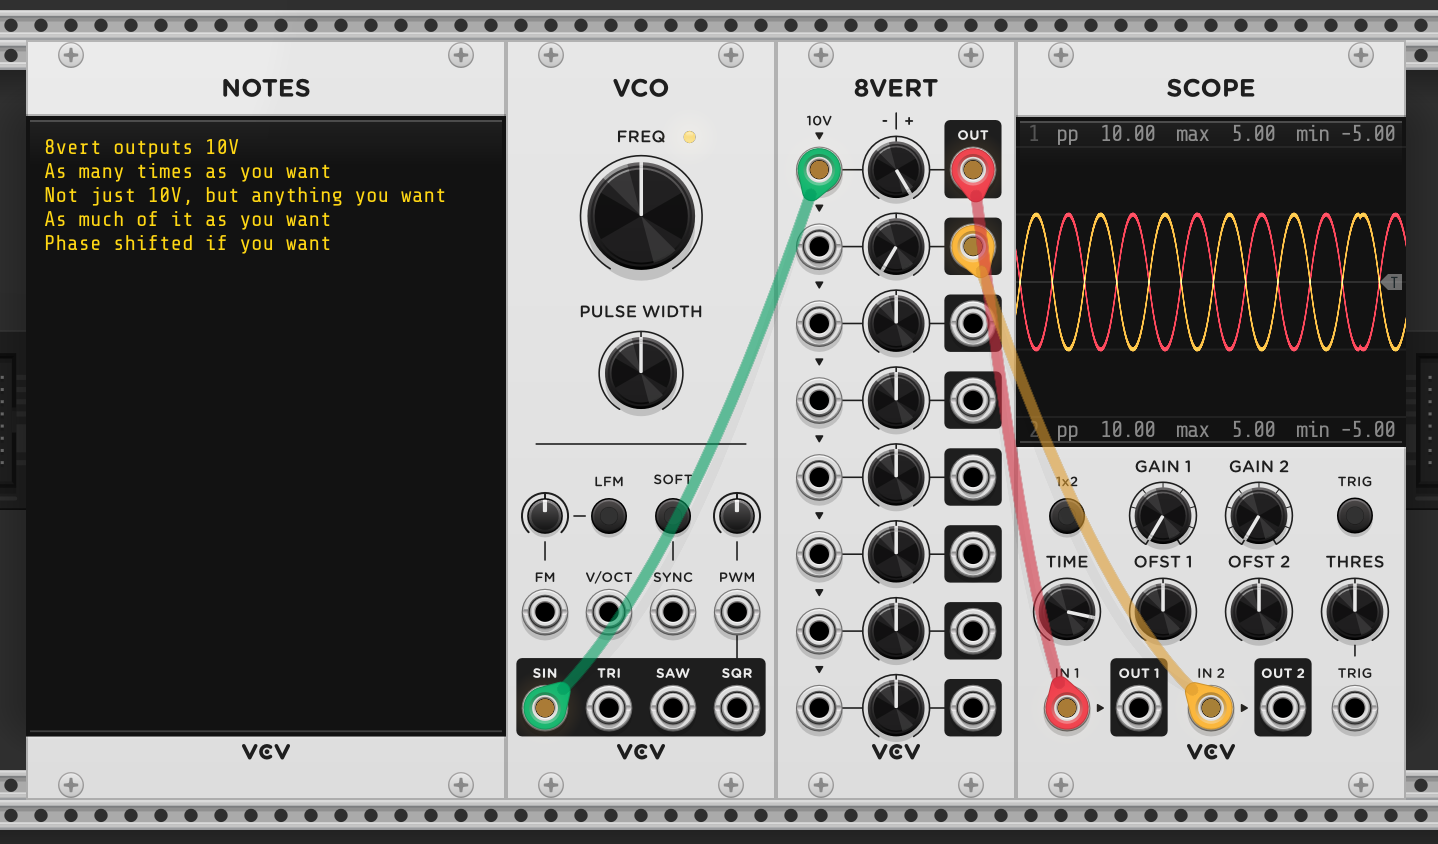 NOTES
8vert outputs 10V
As many times as you want
Not just 10V, but anything you want
As much of it as you want
Phase shifted if you want
VCV
VCO
FREQ
PULSE WIDTH
LFM SOFT
FM V/OCT SYNC PWM
SIN TRI SAW SQR
VCV
8VERT
10V - | + OUT
VCV
SCOPE
1 pp 10.00 max 5.00 min -5.00
T
2 pp 10.00 max 5.00 min -5.00
1x2 GAIN 1 GAIN 2 TRIG
TIME OFST 1 OFST 2 THRES
IN 1 OUT 1 IN 2 OUT 2 TRIG
VCV